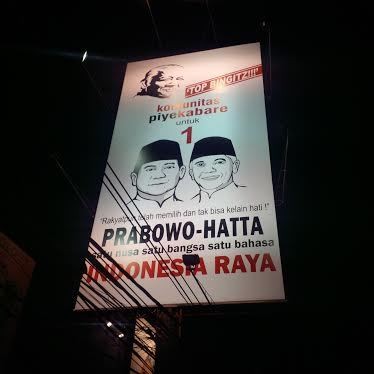 "TOP BINGITZ!!!"
komunitas
piyekabare
untuk
1
"Rakyatpun telah memilih dan tak bisa kelain hati !"
PRABOWO-HATTA
satu nusa satu bangsa satu bahasa
INDONESIA RAYA